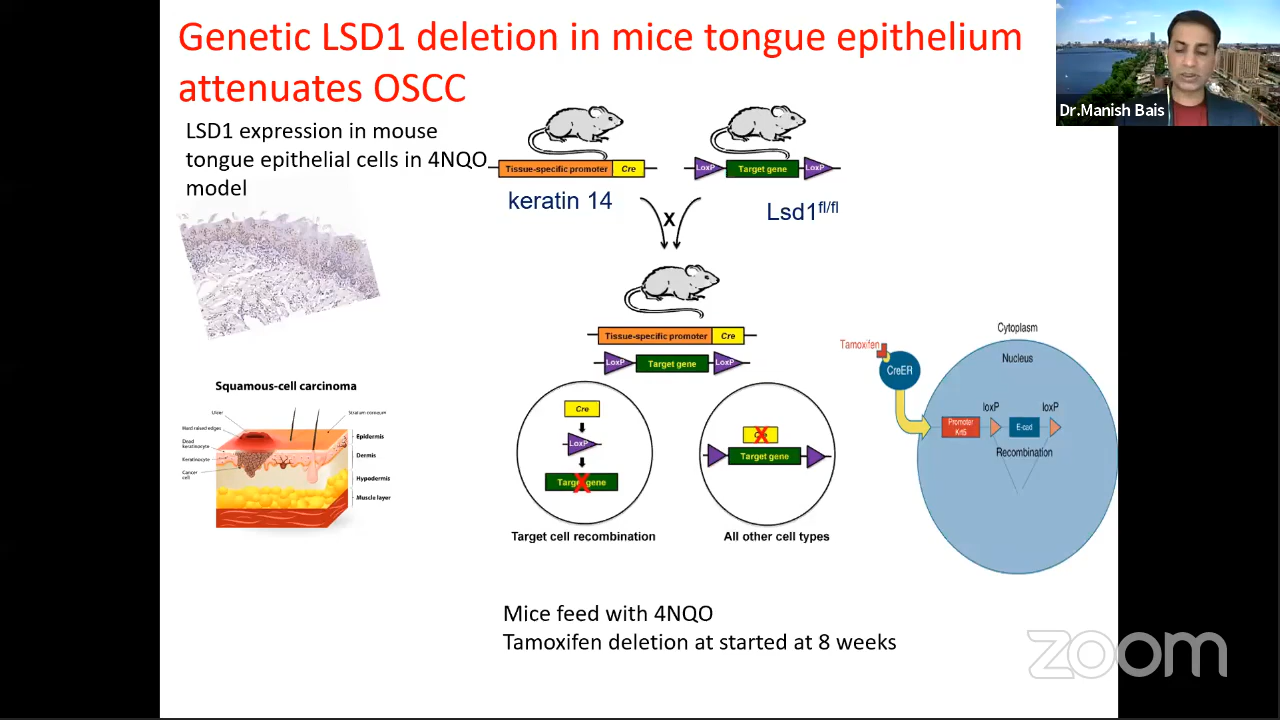 Genetic LSD1 deletion in mice tongue epithelium
attenuates OSCC
Dr.Manish Bais
LSD1 expression in mouse
tongue epithelial cells in 4NQO
model
Tissue-specific promoter Cre
LoxP Target gene LoxP
keratin 14
Lsd1fl/fl
X
Tissue-specific promoter Cre
LoxP Target gene LoxP
Cre
LoxP
Target gene
Target gene
Target cell recombination
All other cell types
Cytoplasm
Nucleus
Tamoxifen
CreER
loxP loxP
Promoter
Krt5
E-cad
Recombination
Squamous-cell carcinoma
Ulcer
Hard raised edges
Dead
keratinocyte
Keratinocyte
Cancer
cell
Stratum corneum
Epidermis
Dermis
Hypodermis
Muscle layer
Mice feed with 4NQO
Tamoxifen deletion at started at 8 weeks
zoom